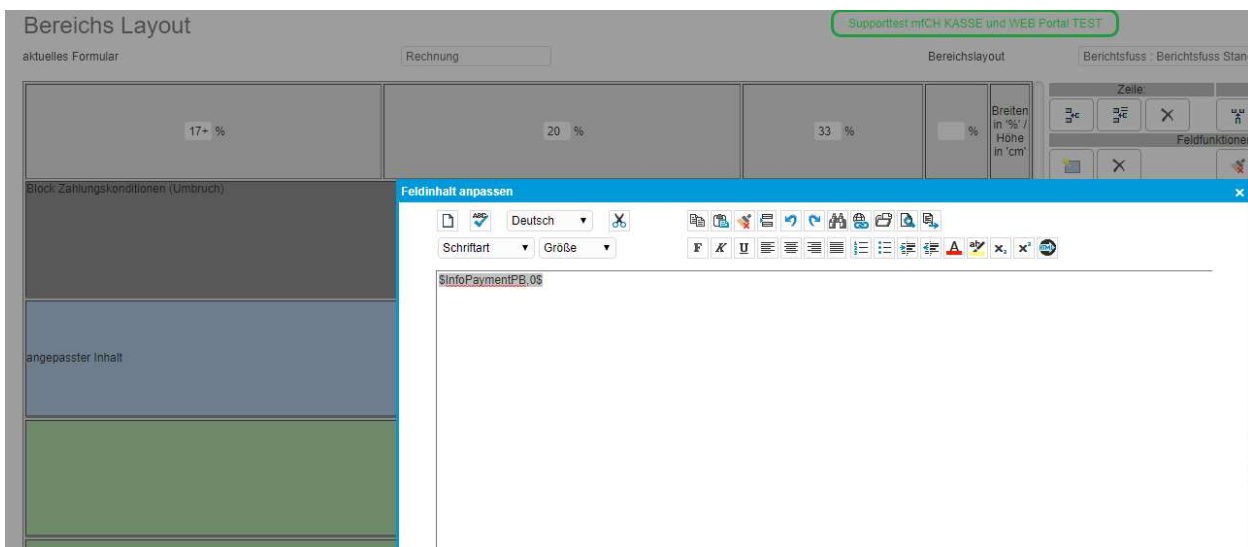 Bereichs Layout
Supporttest mfCH KASSE und WEB Portal TEST
aktuelles Formular
Rechnung
Bereichslayout
Berichtsfuss : Berichtsfuss Stan
Zeile:
17+ %
20 %
33 %
%
Breiten
in '%' /
Höhe
in 'cm'
Feldfunktione
Block Zahlungskonditionen (Umbruch)
Feldinhalt anpassen
Deutsch
Schriftart
Größe
F K U
$InfoPaymentPB,0$
angepasster Inhalt